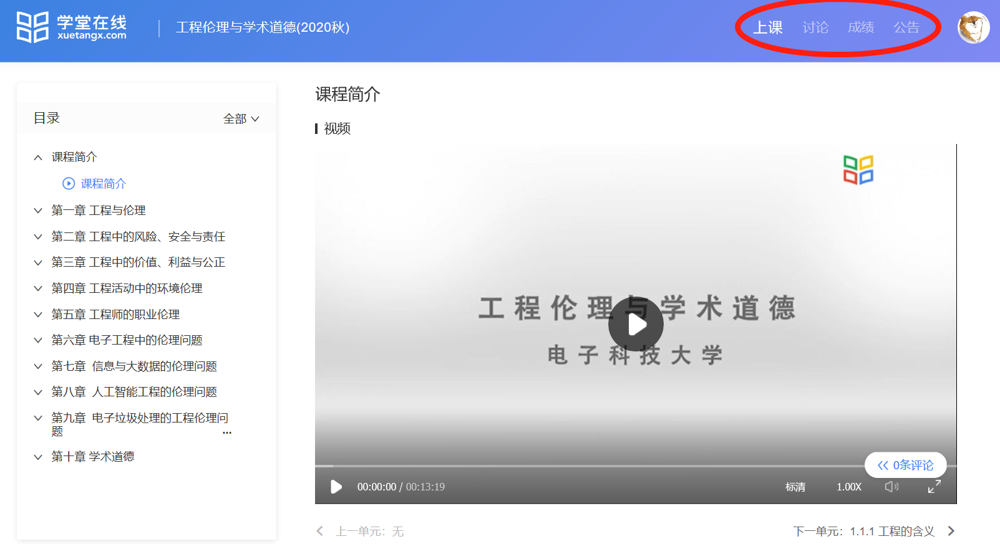 学堂在线
xuetangx.com
工程伦理与学术道德(2020秋)
上课 讨论 成绩 公告
目录 全部
课程简介
课程简介
第一章 工程与伦理
第二章 工程中的风险、安全与责任
第三章 工程中的价值、利益与公正
第四章 工程活动中的环境伦理
第五章 工程师的职业伦理
第六章 电子工程中的伦理问题
第七章 信息与大数据的伦理问题
第八章 人工智能工程的伦理问题
第九章 电子垃圾处理的工程伦理问
题 ...
第十章 学术道德
课程简介
视频
工程伦理与学术道德
电子科技大学
0条评论
00:00:00 / 00:13:19 标清 1.00X
上一单元：无 下一单元：1.1.1 工程的含义